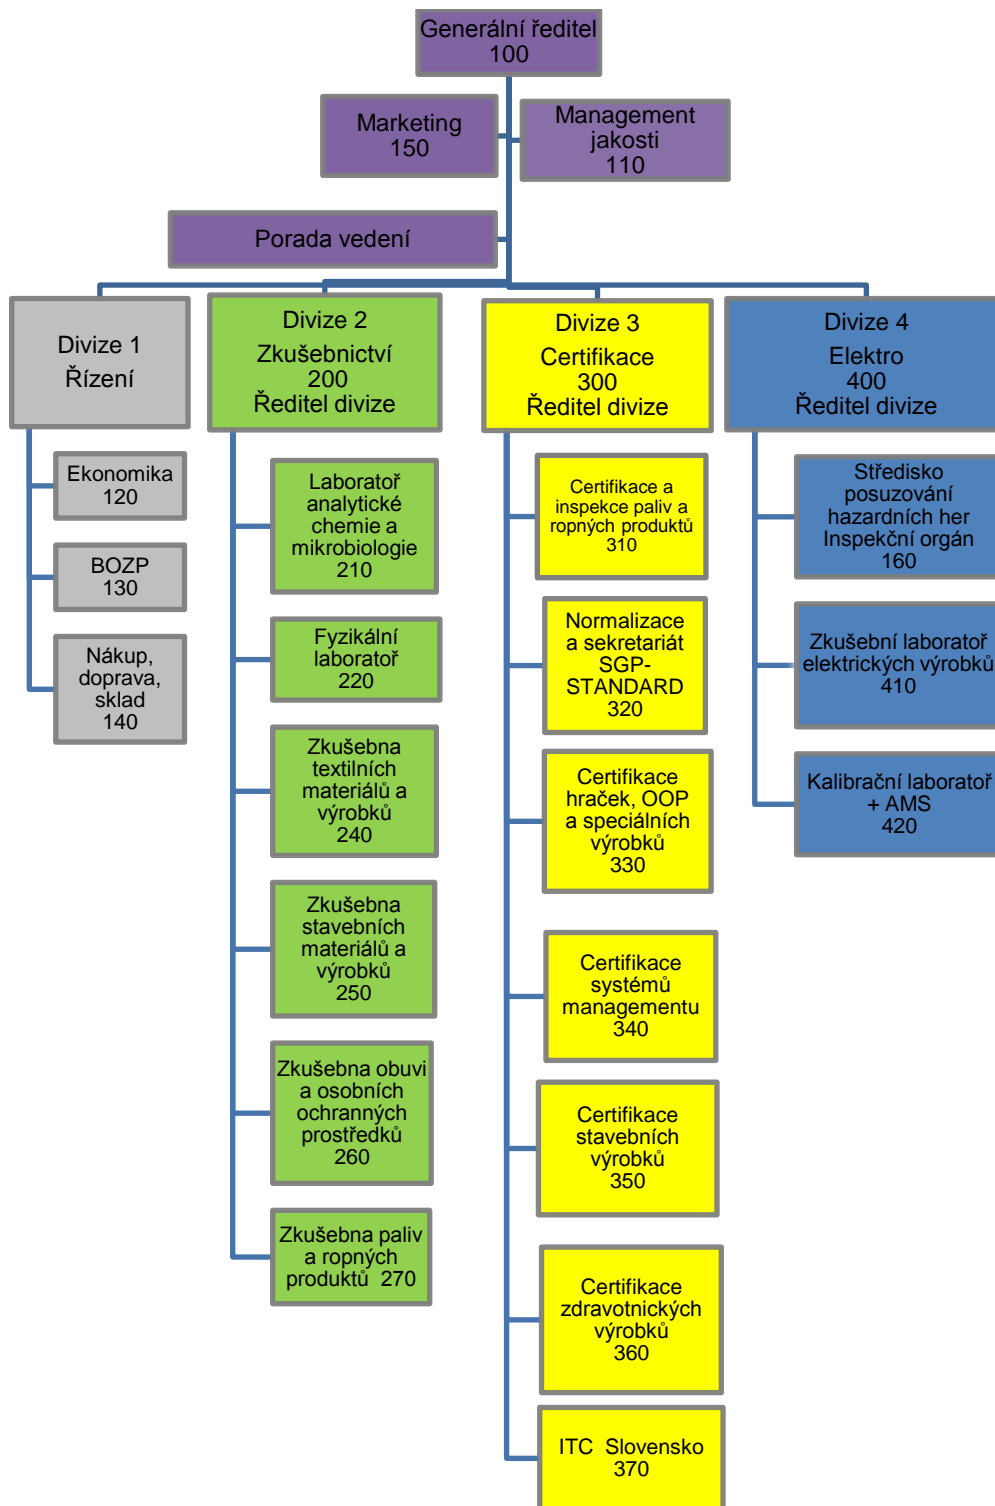 Generální ředitel
100
Marketing
150
Management
jakosti
110
Porada vedení
Divize 1
Řízení
Ekonomika
120
BOZP
130
Nákup,
doprava,
sklad
140
Divize 2
Zkušebnictví
200
Ředitel divize
Laboratoř
analytické
chemie a
mikrobiologie
210
Fyzikální
laboratoř
220
Zkušebna
textilních
materiálů a
výrobků
240
Zkušebna
stavebních
materiálů a
výrobků
250
Zkušebna obuvi
a osobních
ochranných
prostředků
260
Zkušebna paliv
a ropných
produktů 270
Divize 3
Certifikace
300
Ředitel divize
Certifikace a
inspekce paliv a
ropných produktů
310
Normalizace
a sekretariát
SGP-
STANDARD
320
Certifikace
hraček, OOP
a speciálních
výrobků
330
Certifikace
systémů
managementu
340
Certifikace
stavebních
výrobků
350
Certifikace
zdravotnických
výrobků
360
ITC Slovensko
370
Divize 4
Elektro
400
Ředitel divize
Středisko
posuzování
hazardních her
Inspekční orgán
160
Zkušební laboratoř
elektrických výrobků
410
Kalibrační laboratoř
+ AMS
420